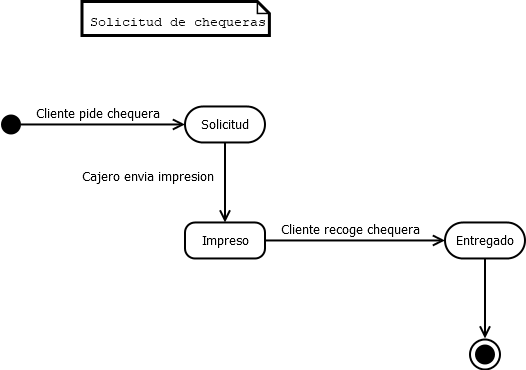 Solicitud de chequeras
Cliente pide chequera
Solicitud
Cajero envia impresion
Impreso
Cliente recoge chequera
Entregado